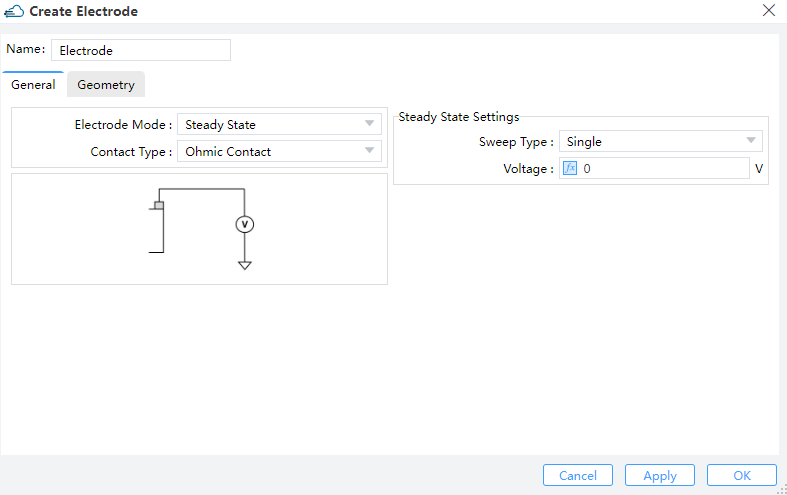 Create Electrode
Name: Electrode
General Geometry
Electrode Mode : Steady State
Contact Type : Ohmic Contact
V
Steady State Settings
Sweep Type : Single
Voltage : fx 0 V
Cancel Apply OK